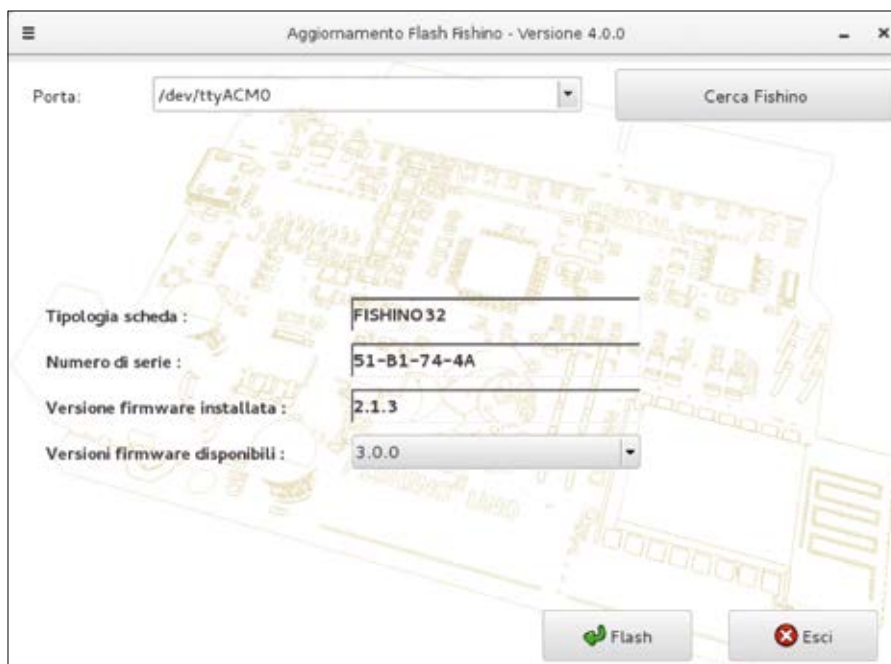 Aggiornamento Flash Fishino - Versione 4.0.0
Porta: /dev/ttyACM0 Cerca Fishino
Tipologia scheda : FISHINO32
Numero di serie : 51-B1-74-4A
Versione firmware installata : 2.1.3
Versioni firmware disponibili : 3.0.0
Flash Esci